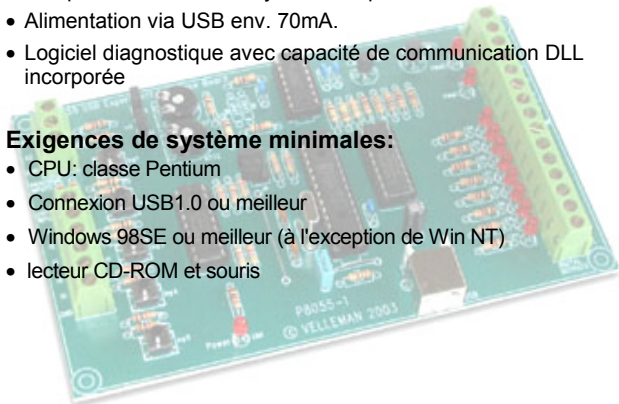 • Alimentation via USB env. 70mA.
• Logiciel diagnostique avec capacité de communication DLL
incorporée
Exigences de système minimales:
• CPU: classe Pentium
• Connexion USB1.0 ou meilleur
• Windows 98SE ou meilleur (à l'exception de Win NT)
• lecteur CD-ROM et souris
P8055-1
© VELLEMAN 2003
Power